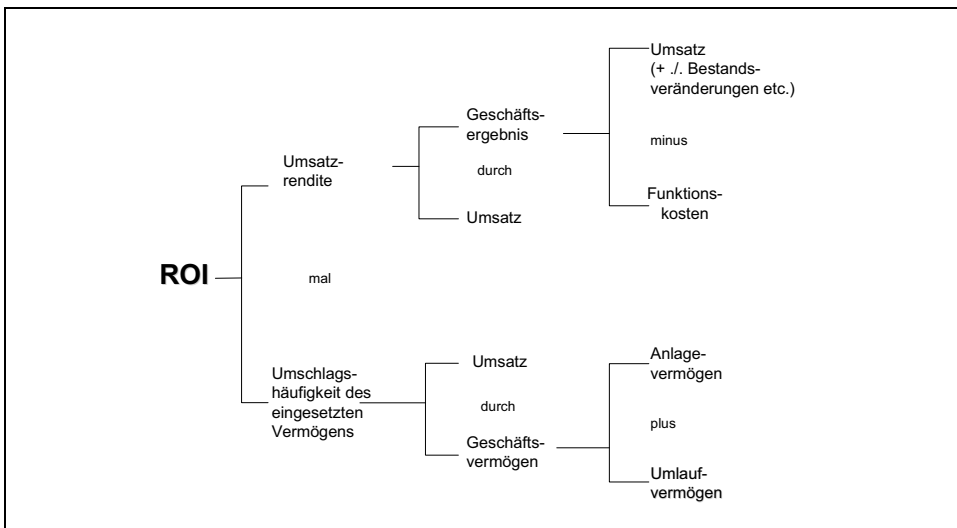 Umsatz
(+ ./. Bestands-
veränderungen etc.)
Geschäfts-
ergebnis
minus
Umsatz-
rendite
durch
Funktions-
kosten
Umsatz
ROI
mal
Umschlags-
häufigkeit des
eingesetzten
Vermögens
Umsatz
Anlage-
vermögen
durch
plus
Geschäfts-
vermögen
Umlauf-
vermögen